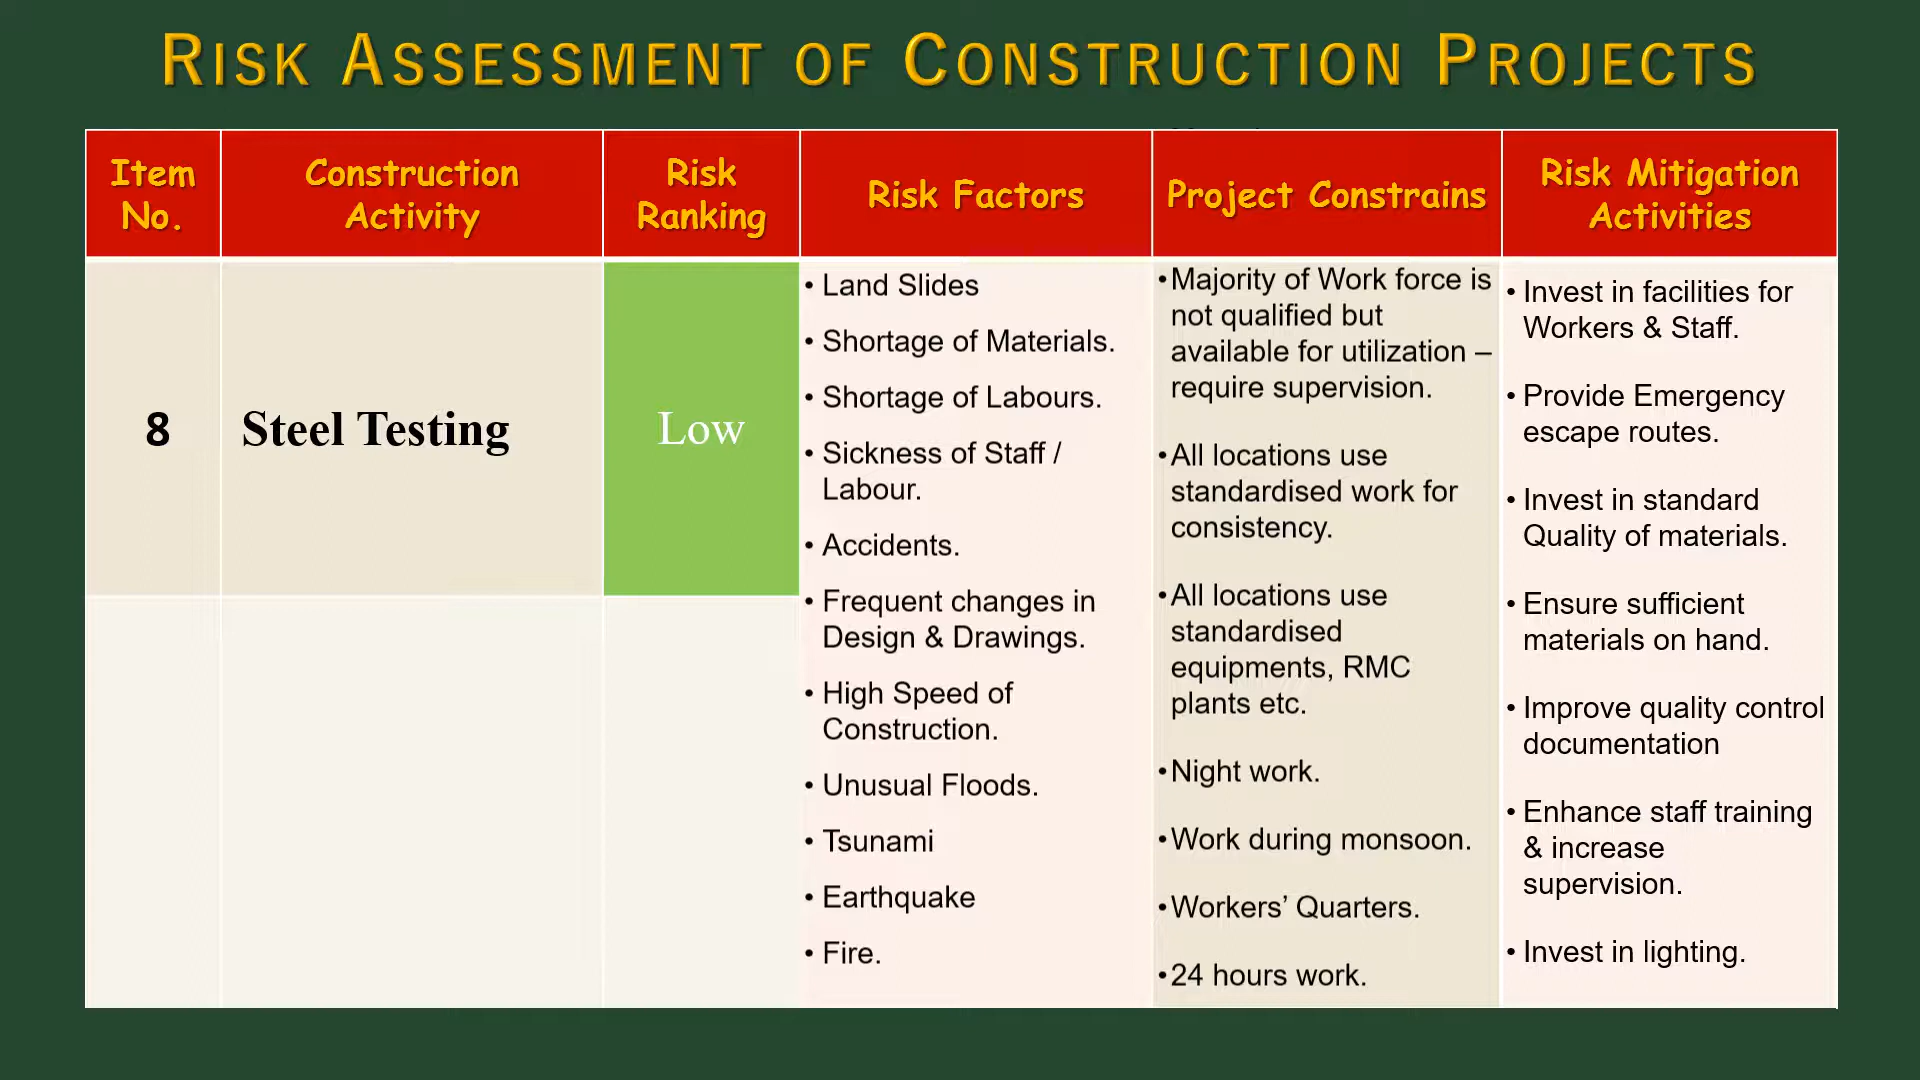 RISK ASSESSMENT OF CONSTRUCTION PROJECTS
Item
No.
Construction
Activity
Risk
Ranking
Risk Factors
Project Constrains
Risk Mitigation
Activities
8
Steel Testing
Low
• Land Slides
• Shortage of Materials.
• Shortage of Labours.
• Sickness of Staff /
Labour.
• Accidents.
• Frequent changes in
Design & Drawings.
• High Speed of
Construction.
• Unusual Floods.
• Tsunami
• Earthquake
• Fire.
• Majority of Work force is
not qualified but
available for utilization –
require supervision.
• All locations use
standardised work for
consistency.
• All locations use
standardised
equipments, RMC
plants etc.
• Night work.
• Work during monsoon.
• Workers’ Quarters.
• 24 hours work.
• Invest in facilities for
Workers & Staff.
• Provide Emergency
escape routes.
• Invest in standard
Quality of materials.
• Ensure sufficient
materials on hand.
• Improve quality control
documentation
• Enhance staff training
& increase
supervision.
• Invest in lighting.